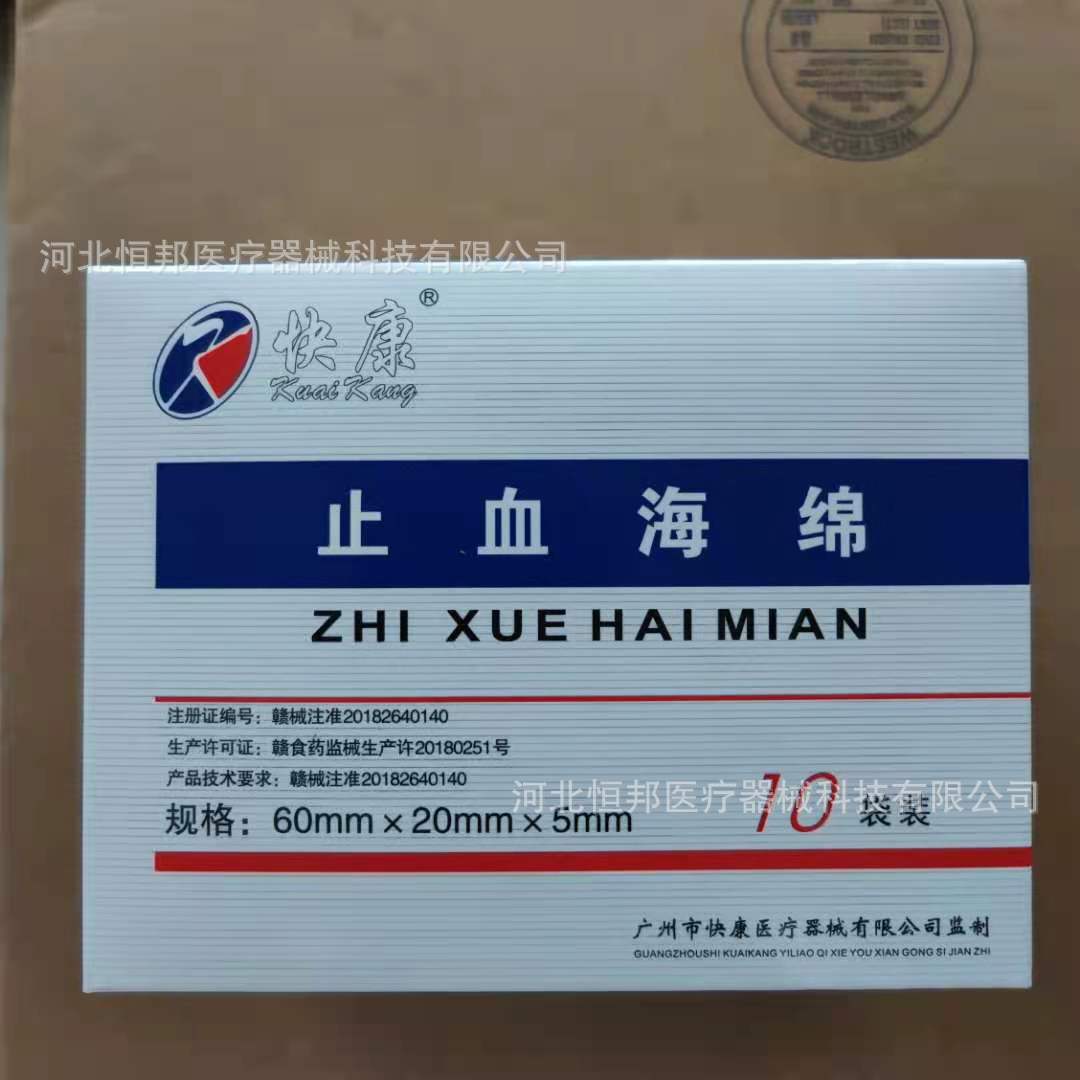 WESTROCK
河北恒邦医疗器械科技有限公司
快康®
KuaiKang
止血海绵
ZHI XUE HAI MIAN
注册证编号：赣械注准20182640140
生产许可证：赣食药监械生产许20180251号
产品技术要求：赣械注准20182640140
河北恒邦医疗器械科技有限公司
规格：60mm×20mm×5mm 10袋装
广州市快康医疗器械有限公司监制
GUANGZHOUSHI KUAIKANG YILIAO QI XIE YOU XIAN GONG SI JIAN ZHI